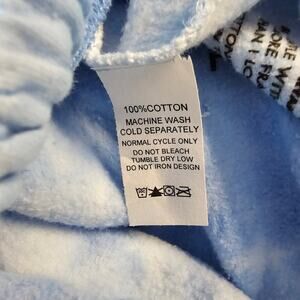 100%COTTON
MACHINE WASH
COLD SEPARATELY
NORMAL CYCLE ONLY
DO NOT BLEACH
TUMBLE DRY LOW
DO NOT IRON DESIGN